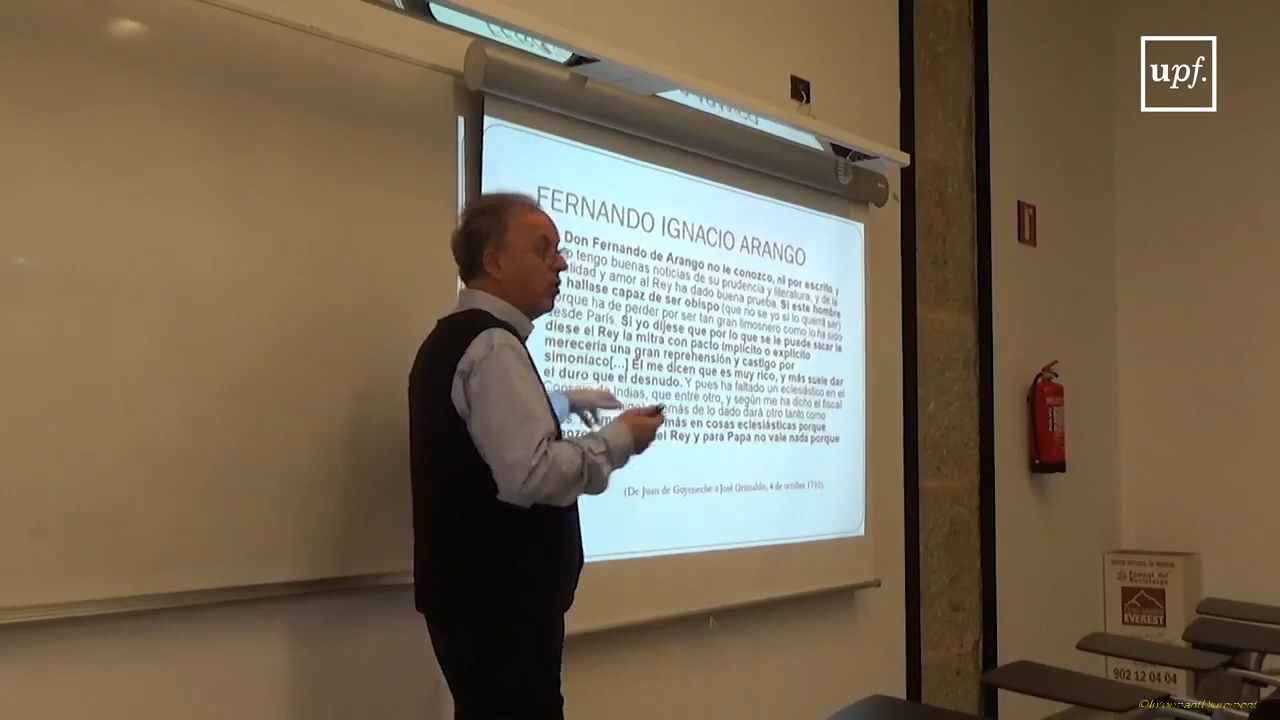 upf.
FERNANDO IGNACIO ARANGO
Don Fernando de Arango no le conozco, ni por escrito, y
tengo buenas noticias de su prudencia y literatura, y de la
lidad y amor al Rey ha dado buena prueba. Si este hombre
hallase capaz de ser obispo (que no se yo si lo querrá ser)
orque ha de perder por ser tan gran limosnero como lo ha sido
desde París. Si yo dijese que por lo que se le puede sacar le
diese el Rey la mitra con pacto implícito o explícito
merecería una gran reprehensión y castigo por
simoníaco[...] Él me dicen que es muy rico, y más suele dar
el duro que el desnudo. Y pues ha faltado un eclesiástico en el
Consejo de Indias, que entre otro, y según me ha dicho el fiscal
más de lo dado dará otro tanto como
más en cosas eclesiásticas porque
el Rey y para Papa no vale nada porque
(De Juan de Goyeneche a José Grimaldo, 4 de octubre 1710)
Foment del
Reciclatge
EVEREST
902 12 04 04